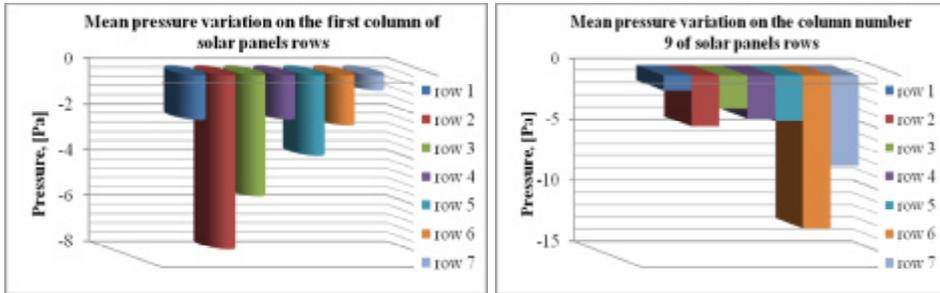 Mean pressure variation on the first column of
solar panels rows
Pressure, [Pa]
0
-2
-4
-6
-8
row 1
row 2
row 3
row 4
row 5
row 6
row 7
Mean pressure variation on the column number
9 of solar panels rows
Pressure, [Pa]
0
-5
-10
-15
row 1
row 2
row 3
row 4
row 5
row 6
row 7